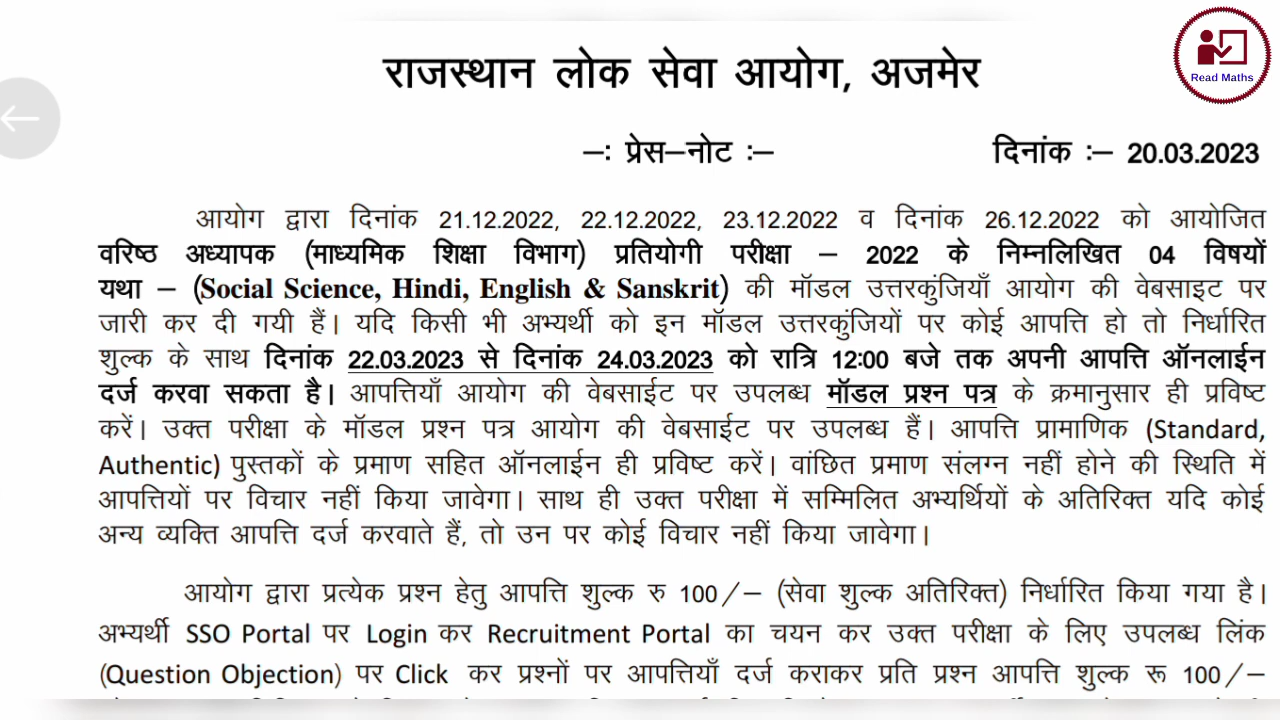 राजस्थान लोक सेवा आयोग, अजमेर
Read Maths
–: प्रेस–नोट :–
दिनांक :– 20.03.2023
आयोग द्वारा दिनांक 21.12.2022, 22.12.2022, 23.12.2022 व दिनांक 26.12.2022 को आयोजित
वरिष्ठ अध्यापक (माध्यमिक शिक्षा विभाग) प्रतियोगी परीक्षा – 2022 के निम्नलिखित 04 विषयों
यथा – (Social Science, Hindi, English & Sanskrit) की मॉडल उत्तरकुंजियाँ आयोग की वेबसाइट पर
जारी कर दी गयी हैं। यदि किसी भी अभ्यर्थी को इन मॉडल उत्तरकुंजियों पर कोई आपत्ति हो तो निर्धारित
शुल्क के साथ दिनांक 22.03.2023 से दिनांक 24.03.2023 को रात्रि 12:00 बजे तक अपनी आपत्ति ऑनलाईन
दर्ज करवा सकता है। आपत्तियाँ आयोग की वेबसाईट पर उपलब्ध मॉडल प्रश्न पत्र के क्रमानुसार ही प्रविष्ट
करें। उक्त परीक्षा के मॉडल प्रश्न पत्र आयोग की वेबसाईट पर उपलब्ध हैं। आपत्ति प्रामाणिक (Standard,
Authentic) पुस्तकों के प्रमाण सहित ऑनलाईन ही प्रविष्ट करें। वांछित प्रमाण संलग्न नहीं होने की स्थिति में
आपत्तियों पर विचार नहीं किया जावेगा। साथ ही उक्त परीक्षा में सम्मिलित अभ्यर्थियों के अतिरिक्त यदि कोई
अन्य व्यक्ति आपत्ति दर्ज करवाते हैं, तो उन पर कोई विचार नहीं किया जावेगा।
आयोग द्वारा प्रत्येक प्रश्न हेतु आपत्ति शुल्क रु 100/– (सेवा शुल्क अतिरिक्त) निर्धारित किया गया है।
अभ्यर्थी SSO Portal पर Login कर Recruitment Portal का चयन कर उक्त परीक्षा के लिए उपलब्ध लिंक
(Question Objection) पर Click कर प्रश्नों पर आपत्तियाँ दर्ज कराकर प्रति प्रश्न आपत्ति शुल्क रू 100/–